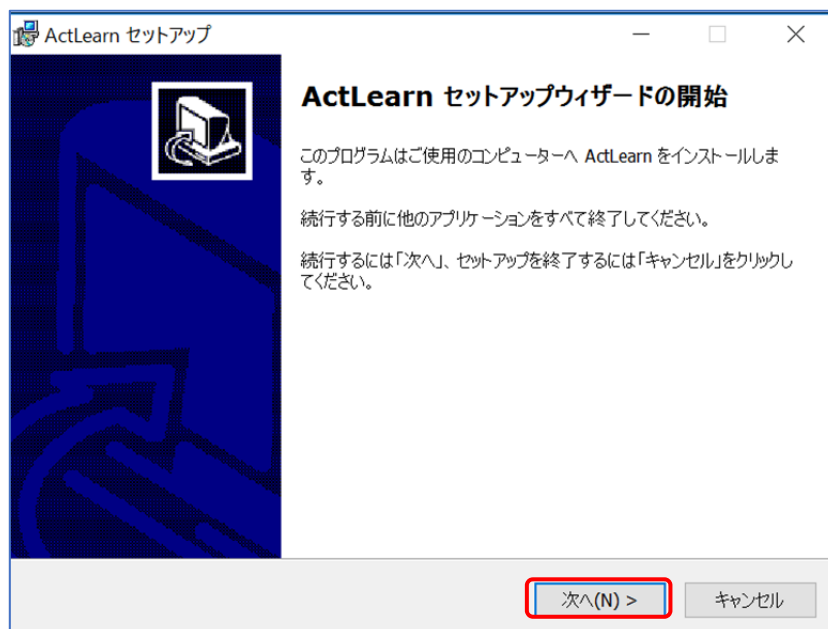 ActLearn セットアップ
ActLearn セットアップウィザードの開始
このプログラムはご使用のコンピューターへ ActLearn をインストールしま
す。
続行する前に他のアプリケーションをすべて終了してください。
続行するには「次へ」、セットアップを終了するには「キャンセル」をクリックし
てください。
次へ(N) >
キャンセル